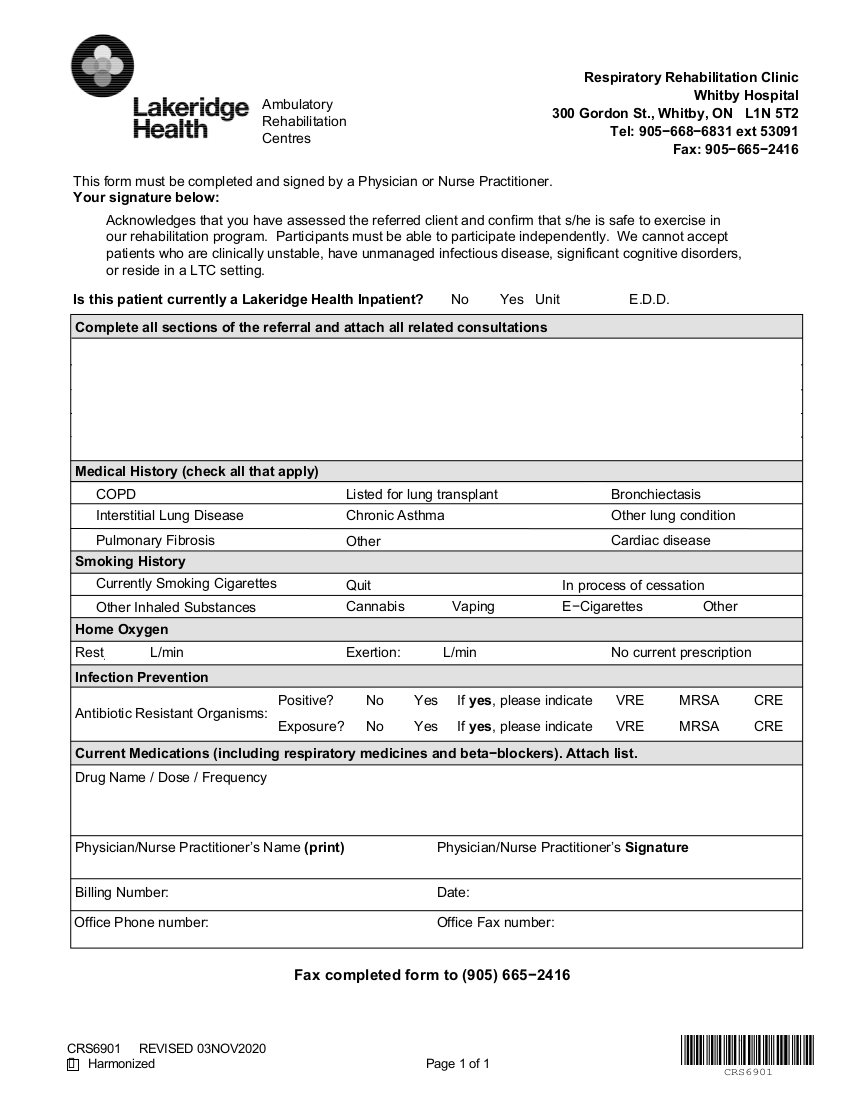 Lakeridge
Health
Ambulatory
Rehabilitation
Centres
Respiratory Rehabilitation Clinic
Whitby Hospital
300 Gordon St., Whitby, ON   L1N 5T2
Tel: 905−668−6831 ext 53091
Fax: 905−665−2416
This form must be completed and signed by a Physician or Nurse Practitioner.
Your signature below:
Acknowledges that you have assessed the referred client and confirm that s/he is safe to exercise in
our rehabilitation program.  Participants must be able to participate independently.  We cannot accept
patients who are clinically unstable, have unmanaged infectious disease, significant cognitive disorders,
or reside in a LTC setting.
Is this patient currently a Lakeridge Health Inpatient?   No   Yes   Unit   E.D.D.
Complete all sections of the referral and attach all related consultations
Medical History (check all that apply)
COPD   Listed for lung transplant   Bronchiectasis
Interstitial Lung Disease   Chronic Asthma   Other lung condition
Pulmonary Fibrosis   Other   Cardiac disease
Smoking History
Currently Smoking Cigarettes   Quit   In process of cessation
Other Inhaled Substances   Cannabis   Vaping   E−Cigarettes   Other
Home Oxygen
Rest   L/min   Exertion:   L/min   No current prescription
Infection Prevention
Antibiotic Resistant Organisms:
Positive?   No   Yes   If yes, please indicate   VRE   MRSA   CRE
Exposure?   No   Yes   If yes, please indicate   VRE   MRSA   CRE
Current Medications (including respiratory medicines and beta−blockers). Attach list.
Drug Name / Dose / Frequency
Physician/Nurse Practitioner's Name (print)   Physician/Nurse Practitioner's Signature
Billing Number:   Date:
Office Phone number:   Office Fax number:
Fax completed form to (905) 665−2416
CRS6901   REVISED 03NOV2020
Harmonized   Page 1 of 1
CRS6901